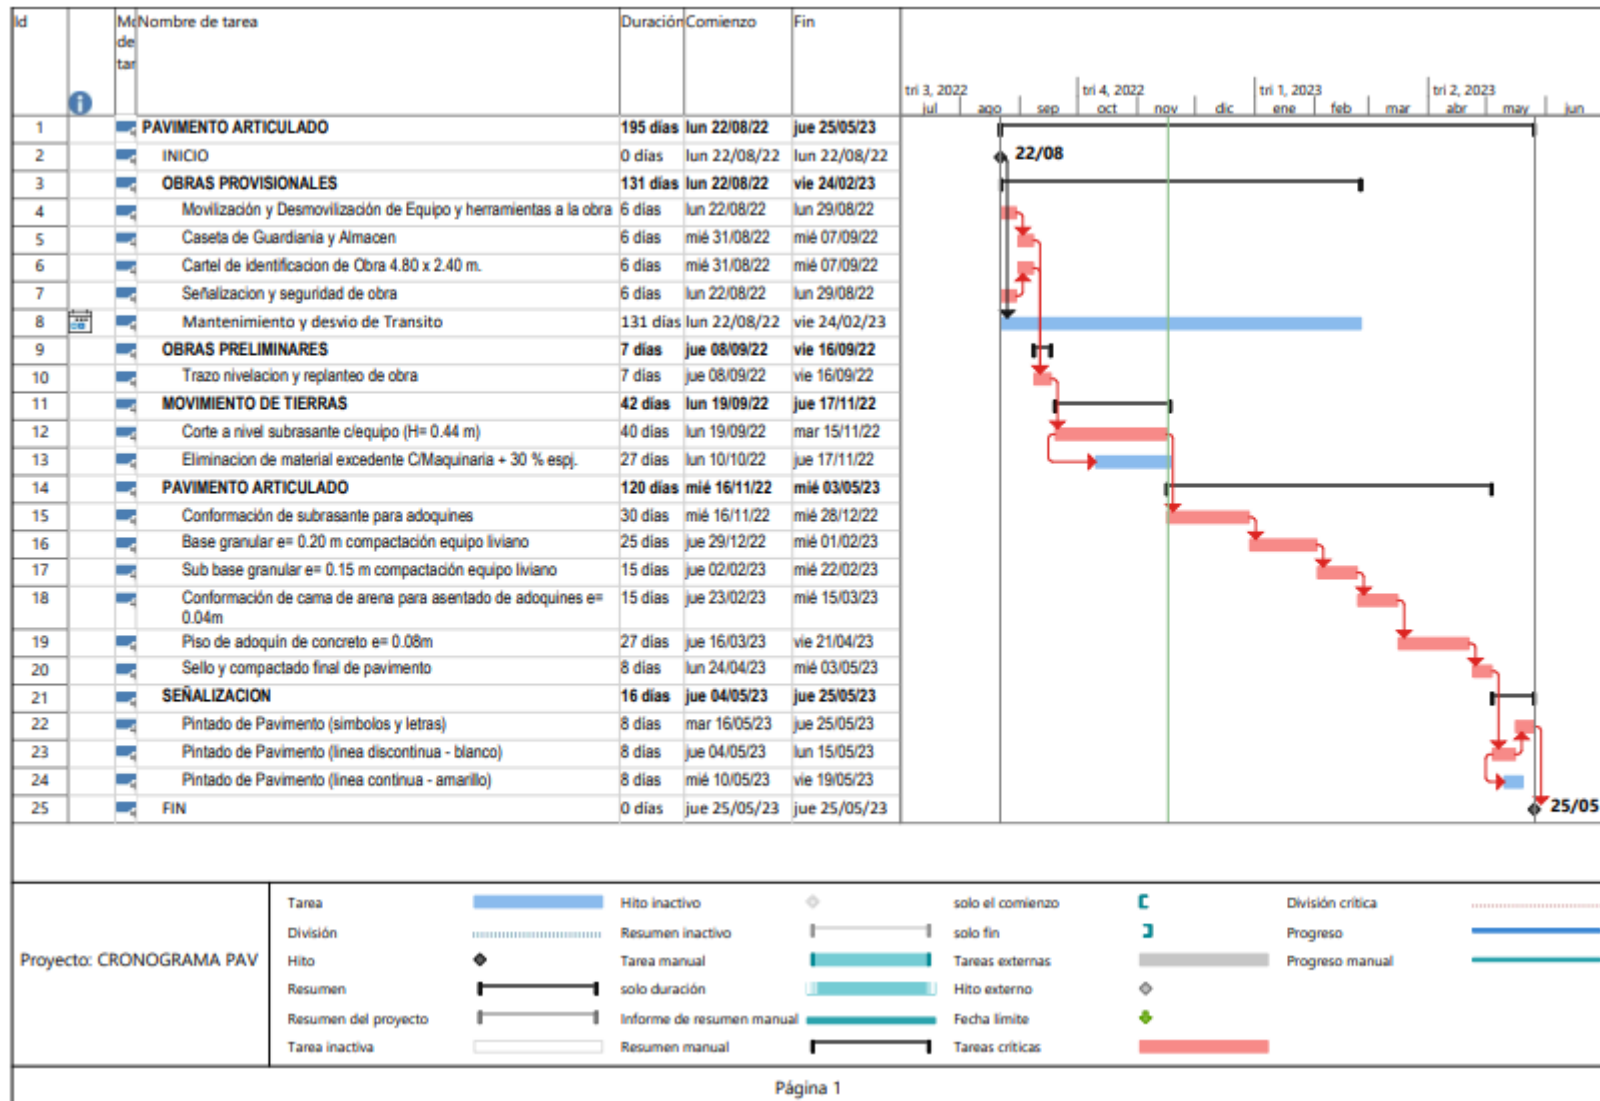 Id Mo Nombre de tarea Duración Comienzo Fin
de
tar
tri 3, 2022 tri 4, 2022 tri 1, 2023 tri 2, 2023
jul ago sep oct nov dic ene feb mar abr may jun
1 PAVIMENTO ARTICULADO 195 días lun 22/08/22 jue 25/05/23
2 INICIO 0 días lun 22/08/22 lun 22/08/22 22/08
3 OBRAS PROVISIONALES 131 días lun 22/08/22 vie 24/02/23
4 Movilización y Desmovilización de Equipo y herramientas a la obra 6 días lun 22/08/22 lun 29/08/22
5 Caseta de Guardiania y Almacen 6 días mié 31/08/22 mié 07/09/22
6 Cartel de identificacion de Obra 4.80 x 2.40 m. 6 días mié 31/08/22 mié 07/09/22
7 Señalizacion y seguridad de obra 6 días lun 22/08/22 lun 29/08/22
8 Mantenimiento y desvio de Transito 131 días lun 22/08/22 vie 24/02/23
9 OBRAS PRELIMINARES 7 días jue 08/09/22 vie 16/09/22
10 Trazo nivelacion y replanteo de obra 7 días jue 08/09/22 vie 16/09/22
11 MOVIMIENTO DE TIERRAS 42 días lun 19/09/22 jue 17/11/22
12 Corte a nivel subrasante c/equipo (H= 0.44 m) 40 días lun 19/09/22 mar 15/11/22
13 Eliminacion de material excedente C/Maquinaria + 30 % espj. 27 días lun 10/10/22 jue 17/11/22
14 PAVIMENTO ARTICULADO 120 días mié 16/11/22 mié 03/05/23
15 Conformación de subrasante para adoquines 30 días mié 16/11/22 mié 28/12/22
16 Base granular e= 0.20 m compactación equipo liviano 25 días jue 29/12/22 mié 01/02/23
17 Sub base granular e= 0.15 m compactación equipo liviano 15 días jue 02/02/23 mié 22/02/23
18 Conformación de cama de arena para asentado de adoquines e= 15 días jue 23/02/23 mié 15/03/23
0.04m
19 Piso de adoquin de concreto e= 0.08m 27 días jue 16/03/23 vie 21/04/23
20 Sello y compactado final de pavimento 8 días lun 24/04/23 mié 03/05/23
21 SEÑALIZACION 16 días jue 04/05/23 jue 25/05/23
22 Pintado de Pavimento (simbolos y letras) 8 días mar 16/05/23 jue 25/05/23
23 Pintado de Pavimento (linea discontinua - blanco) 8 días jue 04/05/23 lun 15/05/23
24 Pintado de Pavimento (linea continua - amarillo) 8 días mié 10/05/23 vie 19/05/23
25 FIN 0 días jue 25/05/23 jue 25/05/23 25/05
Tarea Hito inactivo solo el comienzo División crítica
División Resumen inactivo solo fin Progreso
Proyecto: CRONOGRAMA PAV Hito Tarea manual Tareas externas Progreso manual
Resumen solo duración Hito externo
Resumen del proyecto Informe de resumen manual Fecha límite
Tarea inactiva Resumen manual Tareas críticas
Página 1